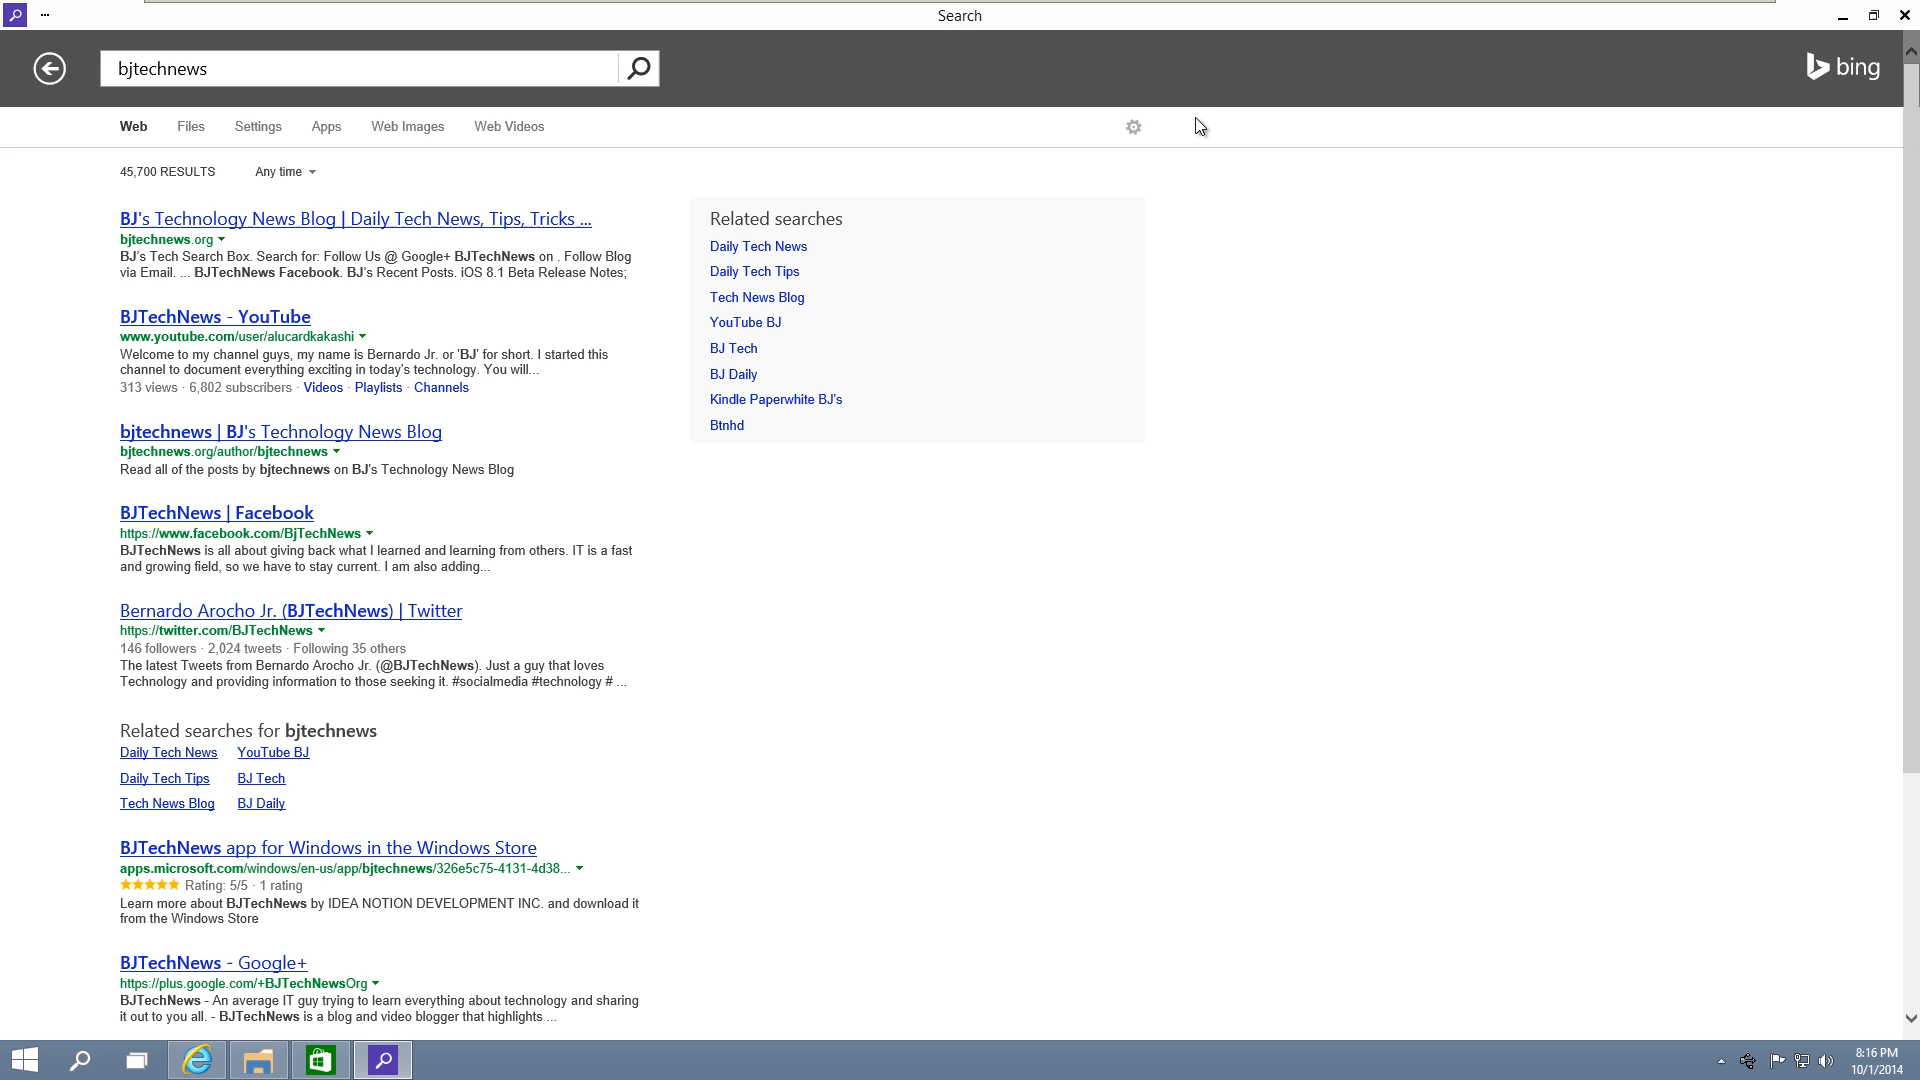 Search
bjtechnews
bing
Web Files Settings Apps Web Images Web Videos
45,700 RESULTS Any time
BJ's Technology News Blog | Daily Tech News, Tips, Tricks ...
bjtechnews.org
BJ's Tech Search Box. Search for: Follow Us @ Google+ BJTechNews on . Follow Blog
via Email. ... BJTechNews Facebook. BJ's Recent Posts. iOS 8.1 Beta Release Notes;
BJTechNews - YouTube
www.youtube.com/user/alucardkakashi
Welcome to my channel guys, my name is Bernardo Jr. or 'BJ' for short. I started this
channel to document everything exciting in today's technology. You will...
313 views · 6,802 subscribers · Videos · Playlists · Channels
bjtechnews | BJ's Technology News Blog
bjtechnews.org/author/bjtechnews
Read all of the posts by bjtechnews on BJ's Technology News Blog
BJTechNews | Facebook
https://www.facebook.com/BjTechNews
BJTechNews is all about giving back what I learned and learning from others. IT is a fast
and growing field, so we have to stay current. I am also adding...
Bernardo Arocho Jr. (BJTechNews) | Twitter
https://twitter.com/BJTechNews
146 followers · 2,024 tweets · Following 35 others
The latest Tweets from Bernardo Arocho Jr. (@BJTechNews). Just a guy that loves
Technology and providing information to those seeking it. #socialmedia #technology # ...
Related searches for bjtechnews
Daily Tech News YouTube BJ
Daily Tech Tips BJ Tech
Tech News Blog BJ Daily
BJTechNews app for Windows in the Windows Store
apps.microsoft.com/windows/en-us/app/bjtechnews/326e5c75-4131-4d38...
Rating: 5/5 · 1 rating
Learn more about BJTechNews by IDEA NOTION DEVELOPMENT INC. and download it
from the Windows Store
BJTechNews - Google+
https://plus.google.com/+BJTechNewsOrg
BJTechNews - An average IT guy trying to learn everything about technology and sharing
it out to you all. - BJTechNews is a blog and video blogger that highlights ...
Related searches
Daily Tech News
Daily Tech Tips
Tech News Blog
YouTube BJ
BJ Tech
BJ Daily
Kindle Paperwhite BJ's
Btnhd
8:16 PM
10/1/2014